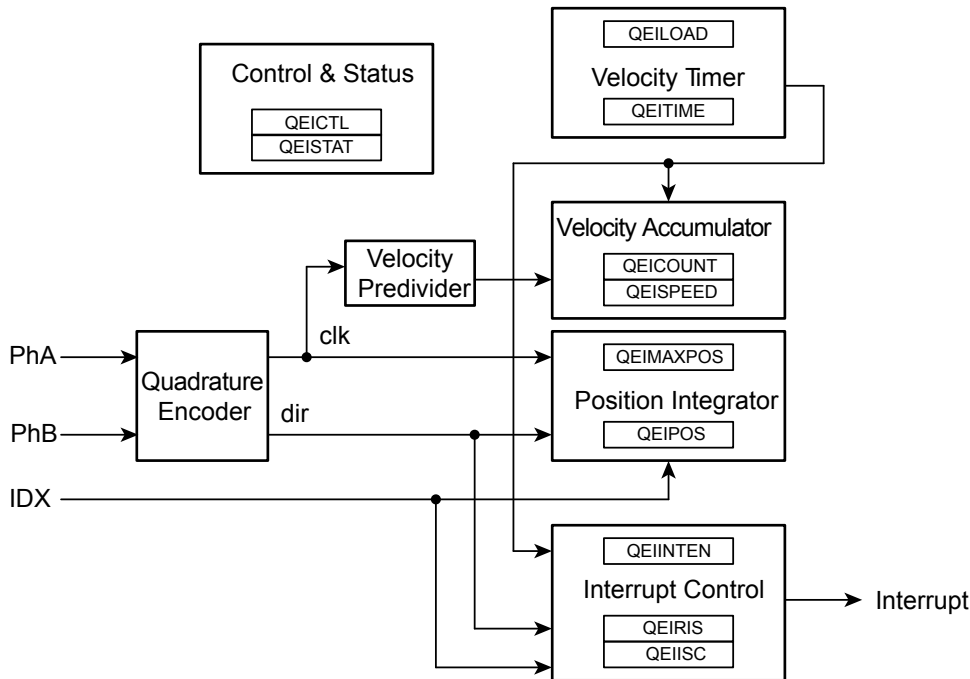 QEILOAD
Velocity Timer
QEITIME
Control & Status
QEICTL
QEISTAT
Velocity Accumulator
QEICOUNT
QEISPEED
Velocity
Predivider
clk
PhA
PhB
IDX
Quadrature
Encoder
dir
QEIMAXPOS
Position Integrator
QEIPOS
QEIINTEN
Interrupt Control
QEIRIS
QEIISC
Interrupt